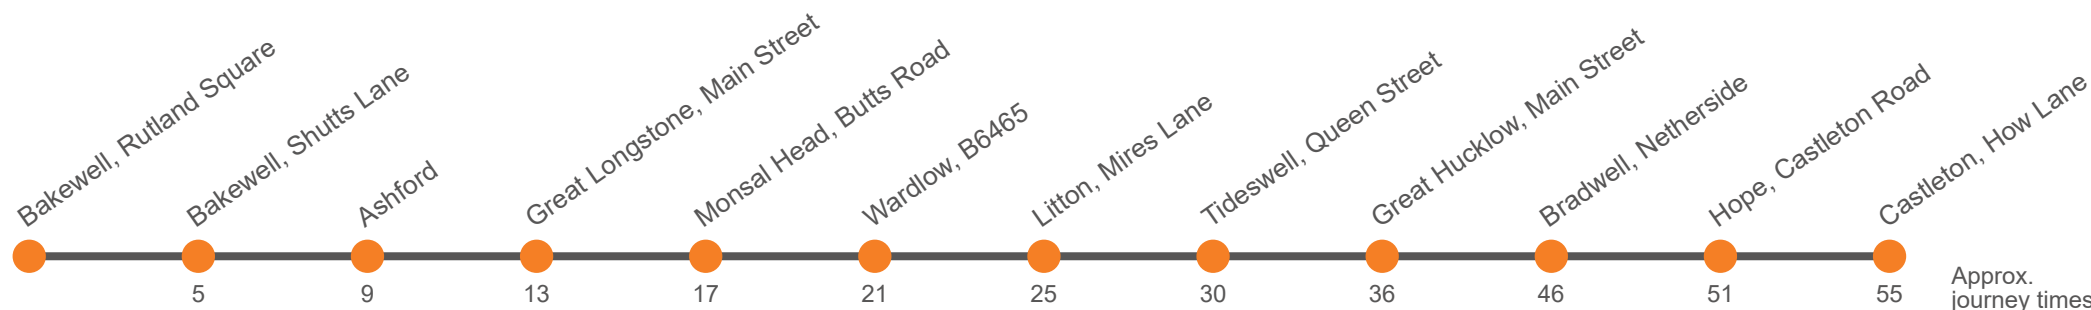 Bakewell, Rutland Square
Bakewell, Shutts Lane
Ashford
Great Longstone, Main Street
Monsal Head, Butts Road
Wardlow, B6465
Litton, Mires Lane
Tideswell, Queen Street
Great Hucklow, Main Street
Bradwell, Netherside
Hope, Castleton Road
Castleton, How Lane
5 9 13 17 21 25 30 36 46 51 55
Approx.
journey times